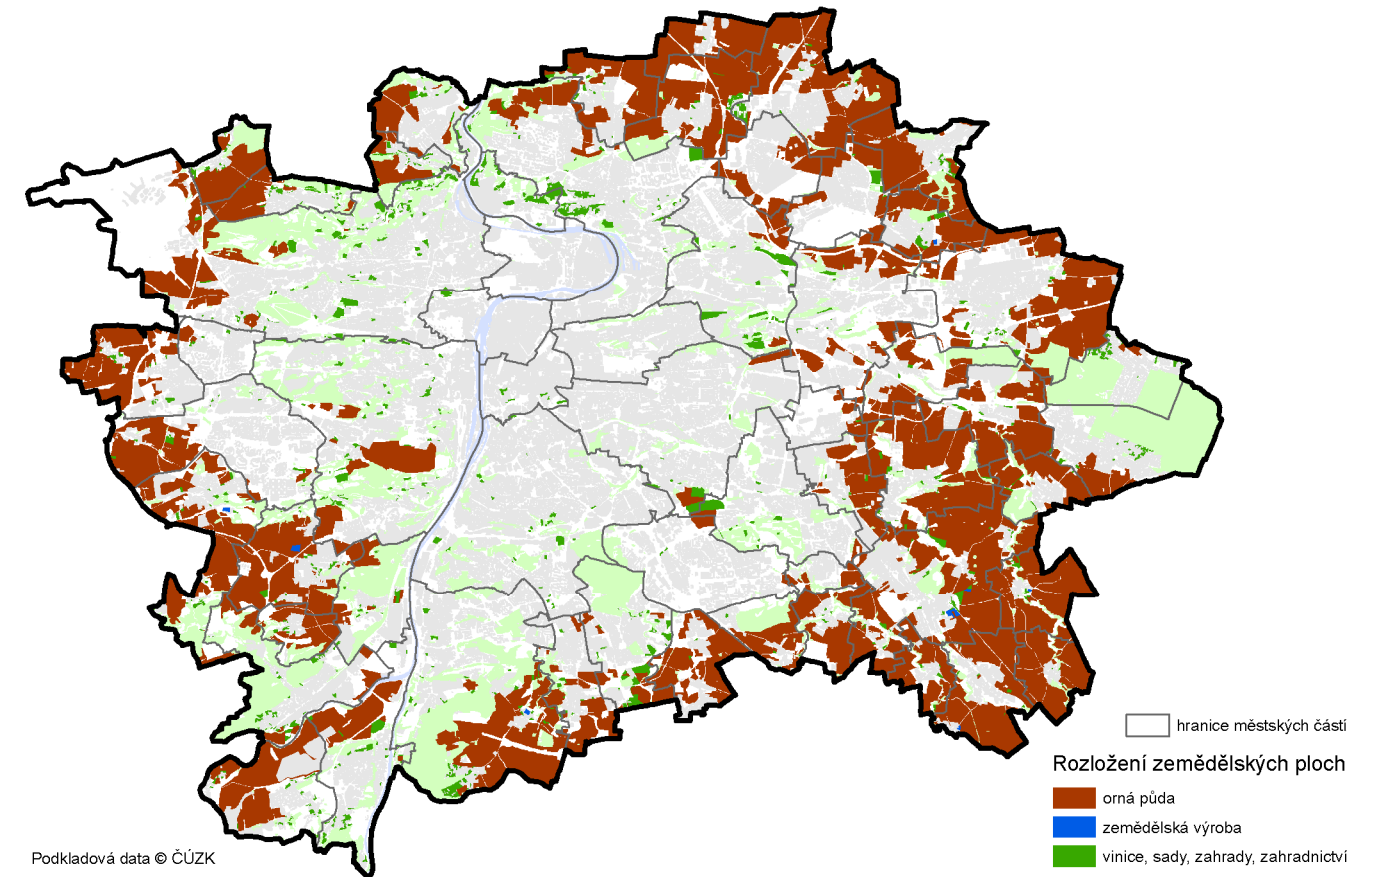 hranice městských částí
Rozložení zemědělských ploch
orná půda
zemědělská výroba
vinice, sady, zahrady, zahradnictví
Podkladová data © ČÚZK